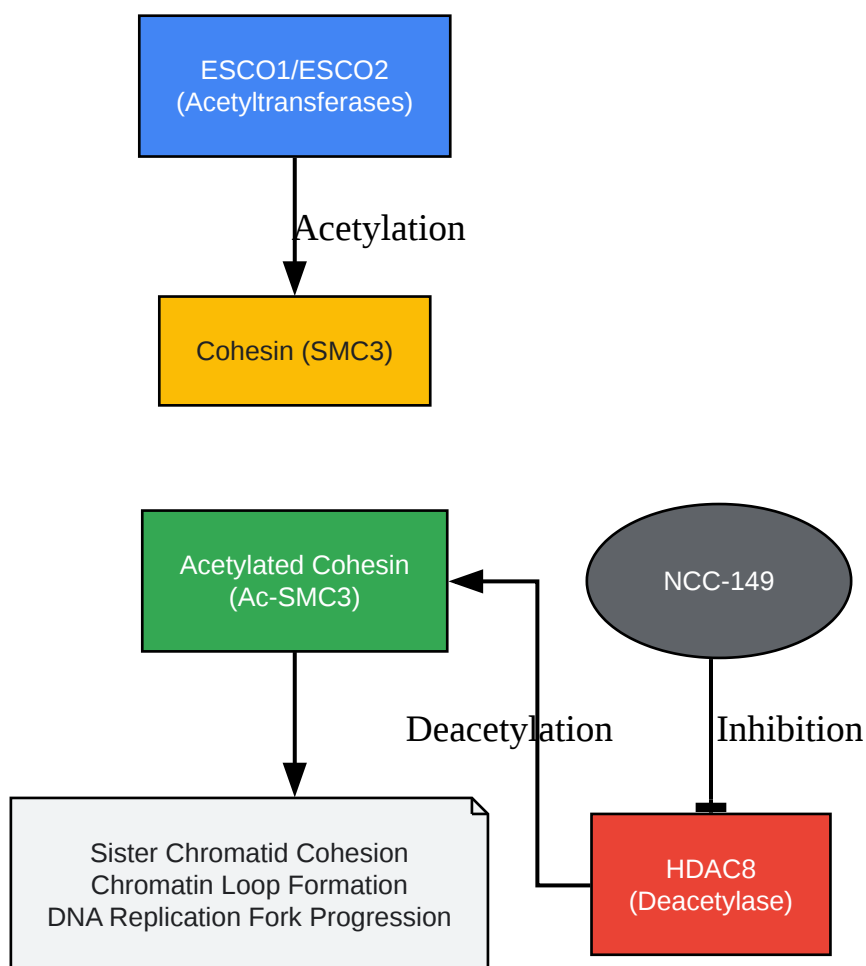 ESCO1/ESCO2
(Acetyltransferases)
Acetylation
Cohesin (SMC3)
Acetylated Cohesin
(Ac-SMC3)
NCC-149
Deacetylation
Inhibition
Sister Chromatid Cohesion
Chromatin Loop Formation
DNA Replication Fork Progression
HDAC8
(Deacetylase)